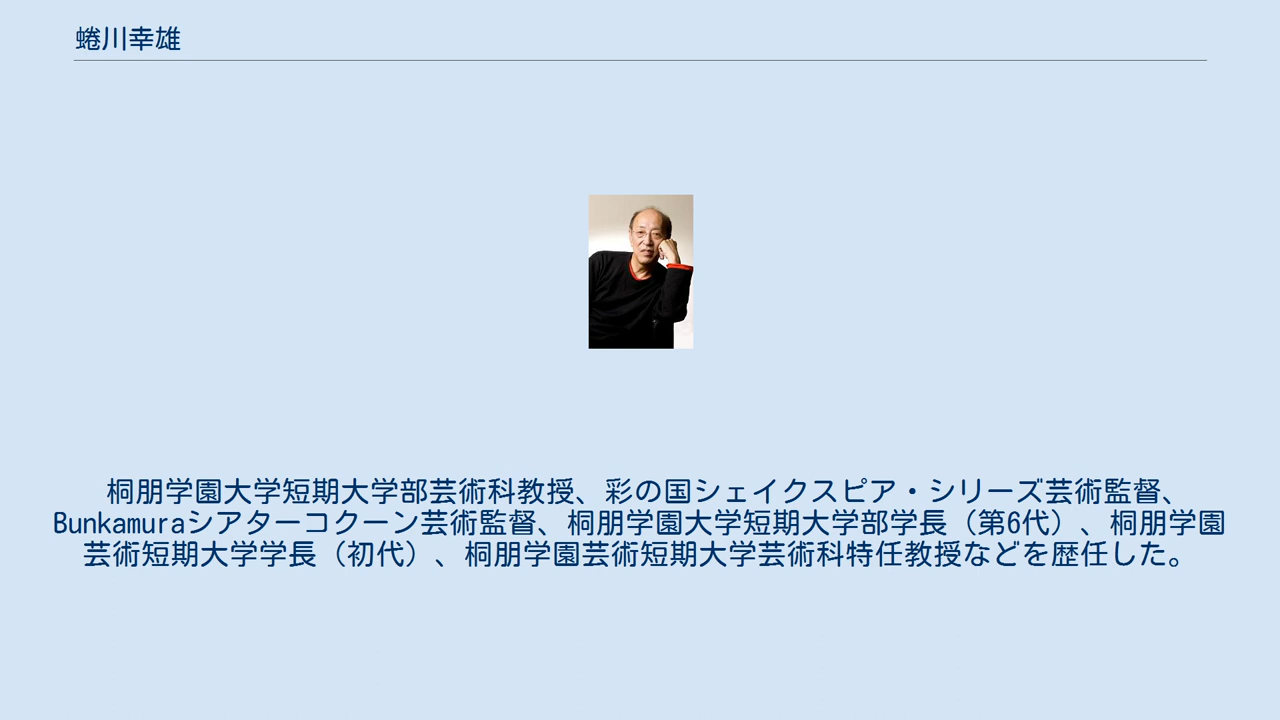 蜷川幸雄
桐朋学園大学短期大学部芸術科教授、彩の国シェイクスピア・シリーズ芸術監督、
Bunkamuraシアターコクーン芸術監督、桐朋学園大学短期大学部学長（第6代）、桐朋学園
芸術短期大学学長（初代）、桐朋学園芸術短期大学芸術科特任教授などを歴任した。